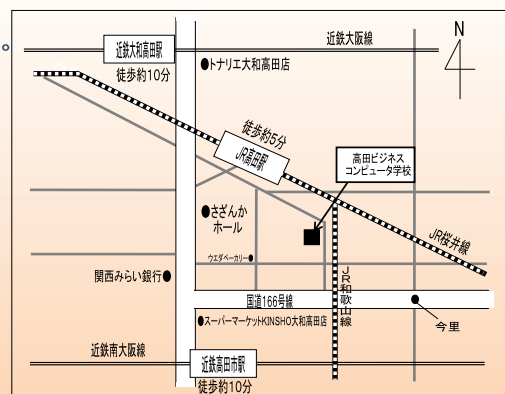 N
近鉄大阪線
近鉄大和高田駅
徒歩約10分
●トナリエ大和高田店
徒歩約5分
JR高田駅
高田ビジネス
コンピュータ学校
●さざんか
ホール
ウエダベーカリー●
JR桜井線
関西みらい銀行●
JR和歌山線
国道166号線
●スーパーマーケットKINSHO大和高田店
今里
近鉄南大阪線
近鉄高田市駅
徒歩約10分